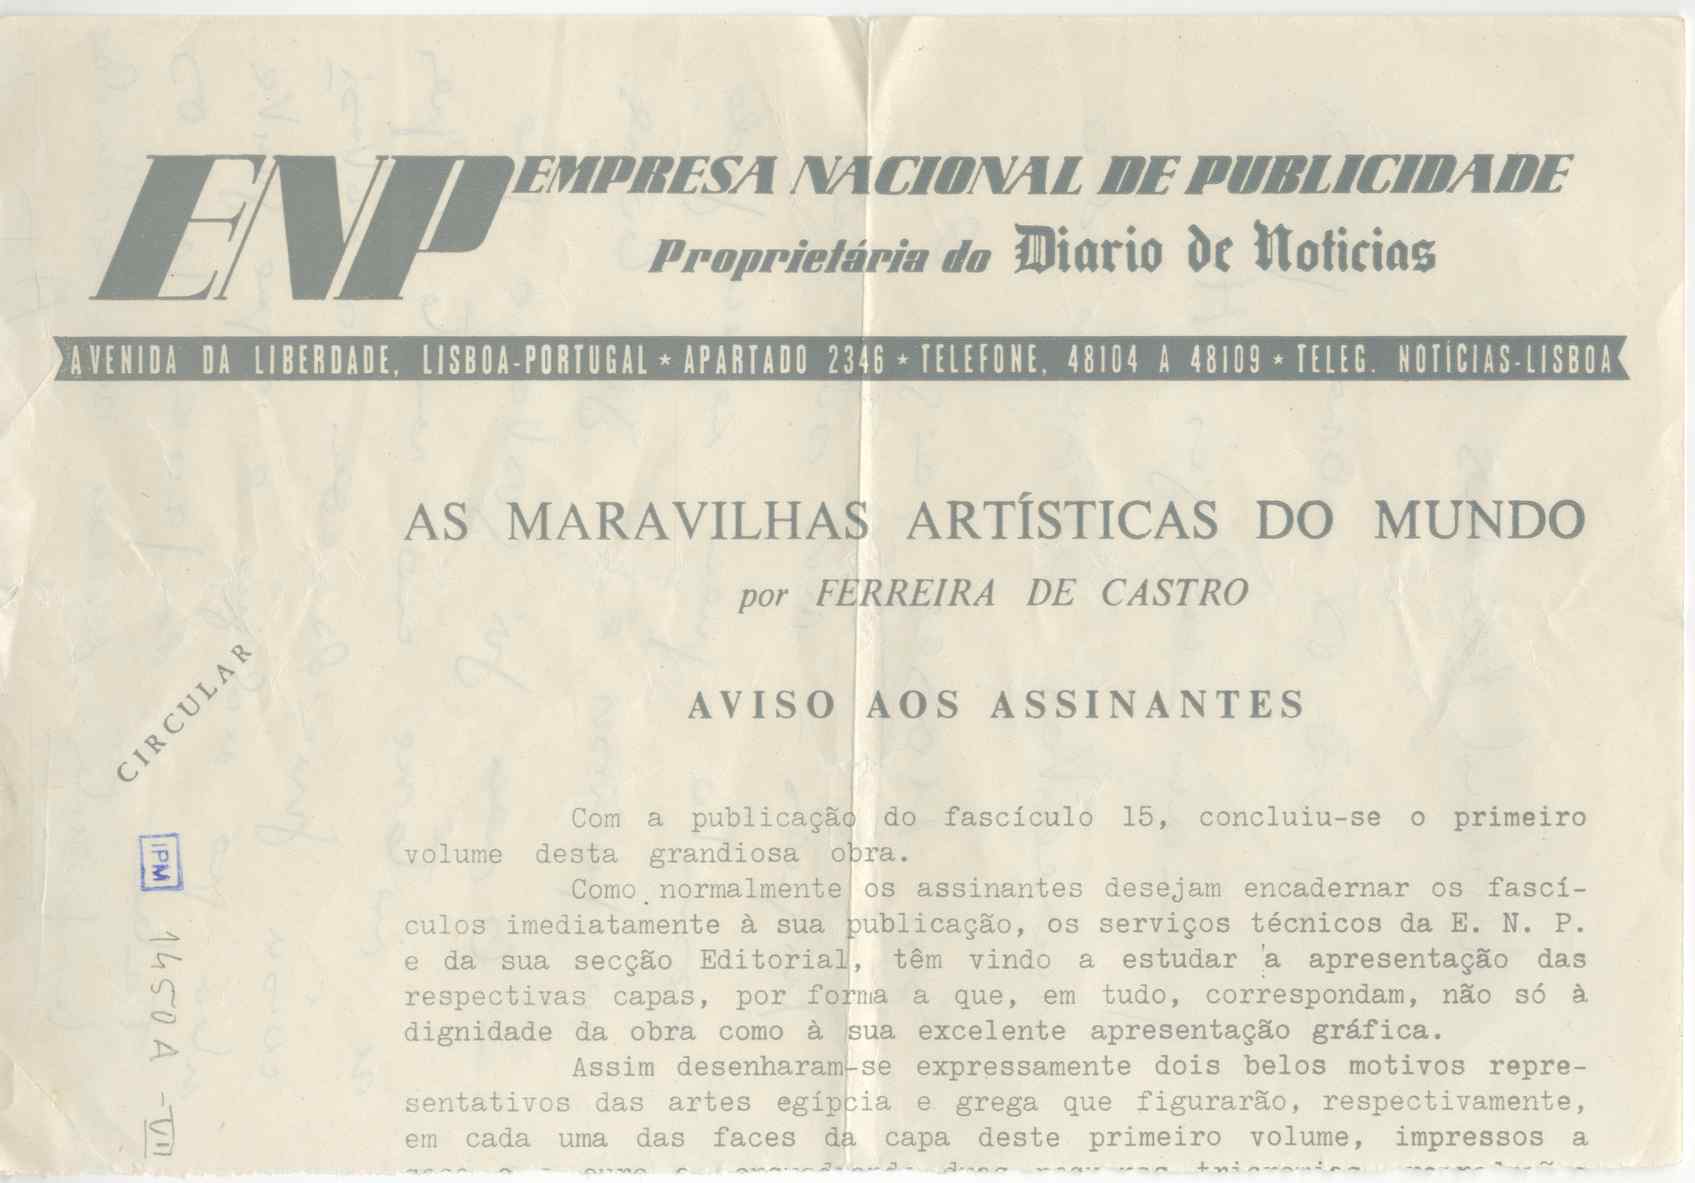 ENP EMPRESA NACIONAL DE PUBLICIDADE
Proprietária do Diario de Noticias
AVENIDA DA LIBERDADE, LISBOA-PORTUGAL * APARTADO 2346 * TELEFONE, 48104 A 48109 * TELEG. NOTÍCIAS-LISBOA
AS MARAVILHAS ARTÍSTICAS DO MUNDO
por FERREIRA DE CASTRO
CIRCULAR
AVISO AOS ASSINANTES
Com a publicação do fascículo 15, concluiu-se o primeiro
volume desta grandiosa obra.
Como normalmente os assinantes desejam encadernar os fascí-
culos imediatamente à sua publicação, os serviços técnicos da E. N. P.
e da sua secção Editorial, têm vindo a estudar a apresentação das
respectivas capas, por forma a que, em tudo, correspondam, não só à
dignidade da obra como à sua excelente apresentação gráfica.
Assim desenharam-se expressamente dois belos motivos repre-
sentativos das artes egípcia e grega que figurarão, respectivamente,
em cada uma das faces da capa deste primeiro volume, impressos a
IPM
1450A-VII